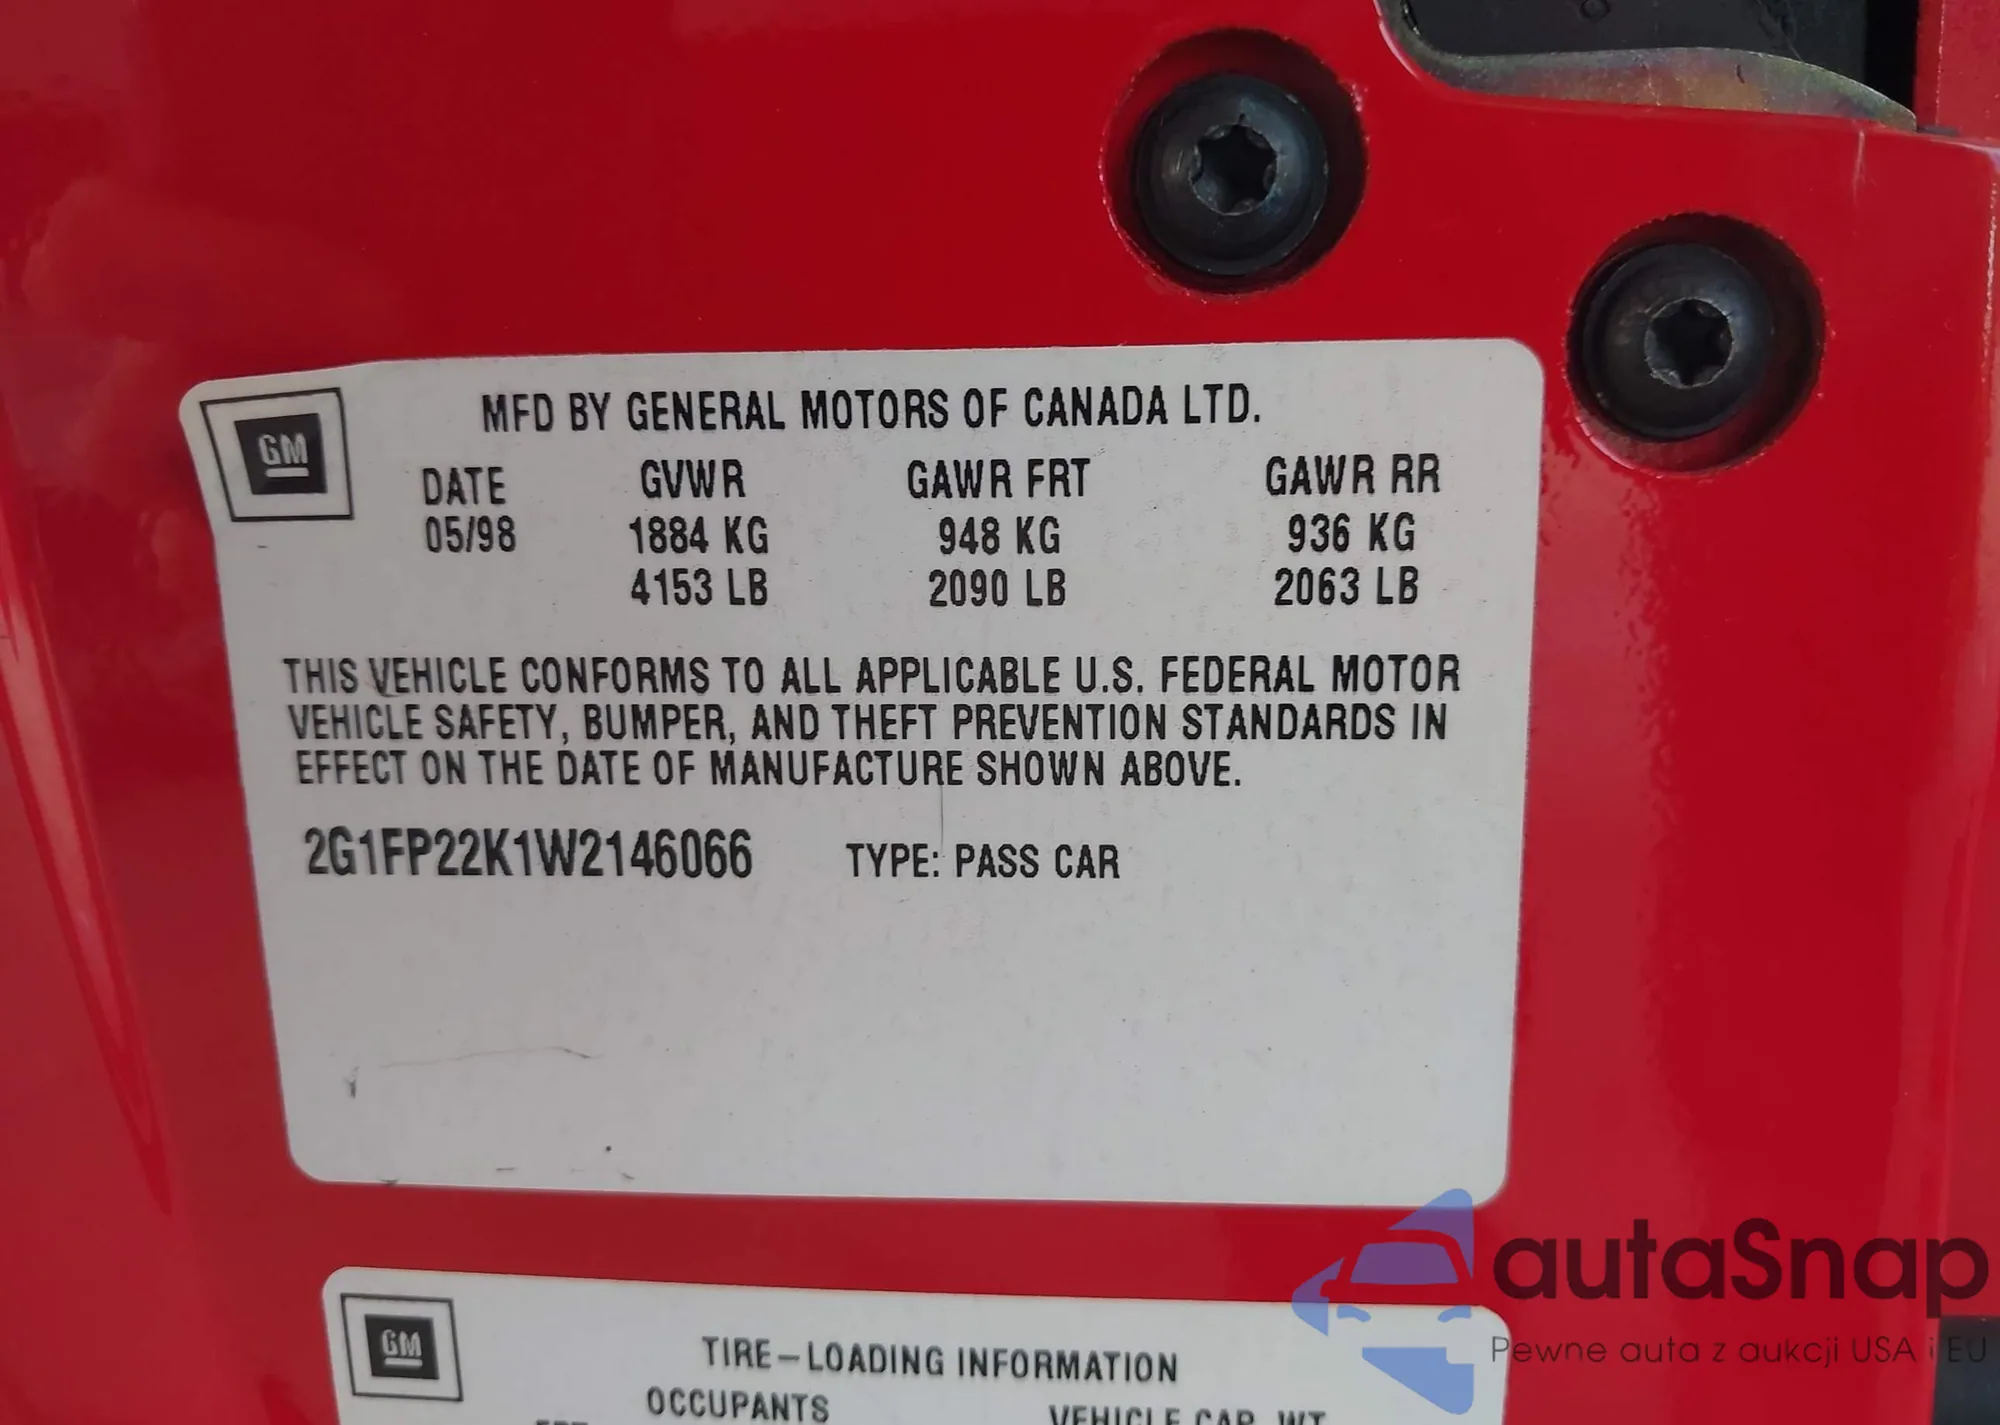 GM
MFD BY GENERAL MOTORS OF CANADA LTD.
DATE GVWR GAWR FRT GAWR RR
05/98 1884 KG 948 KG 936 KG
4153 LB 2090 LB 2063 LB
THIS VEHICLE CONFORMS TO ALL APPLICABLE U.S. FEDERAL MOTOR
VEHICLE SAFETY, BUMPER, AND THEFT PREVENTION STANDARDS IN
EFFECT ON THE DATE OF MANUFACTURE SHOWN ABOVE.
2G1FP22K1W2146066 TYPE: PASS CAR
GM
TIRE-LOADING INFORMATION
OCCUPANTS
VEHICLE CAP. WT.
autaSnap
Pewne auta z aukcji USA i EU